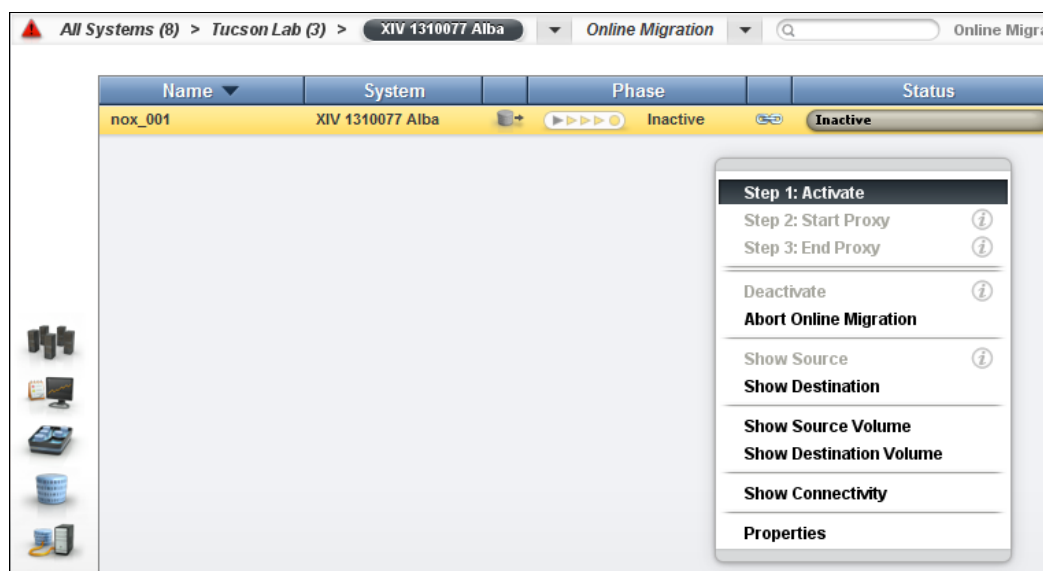 All Systems (8) > Tucson Lab (3) > XIV 1310077 Alba Online Migration Online Migra
Name System Phase Status
nox_001 XIV 1310077 Alba Inactive Inactive
Step 1: Activate
Step 2: Start Proxy
Step 3: End Proxy
Deactivate
Abort Online Migration
Show Source
Show Destination
Show Source Volume
Show Destination Volume
Show Connectivity
Properties